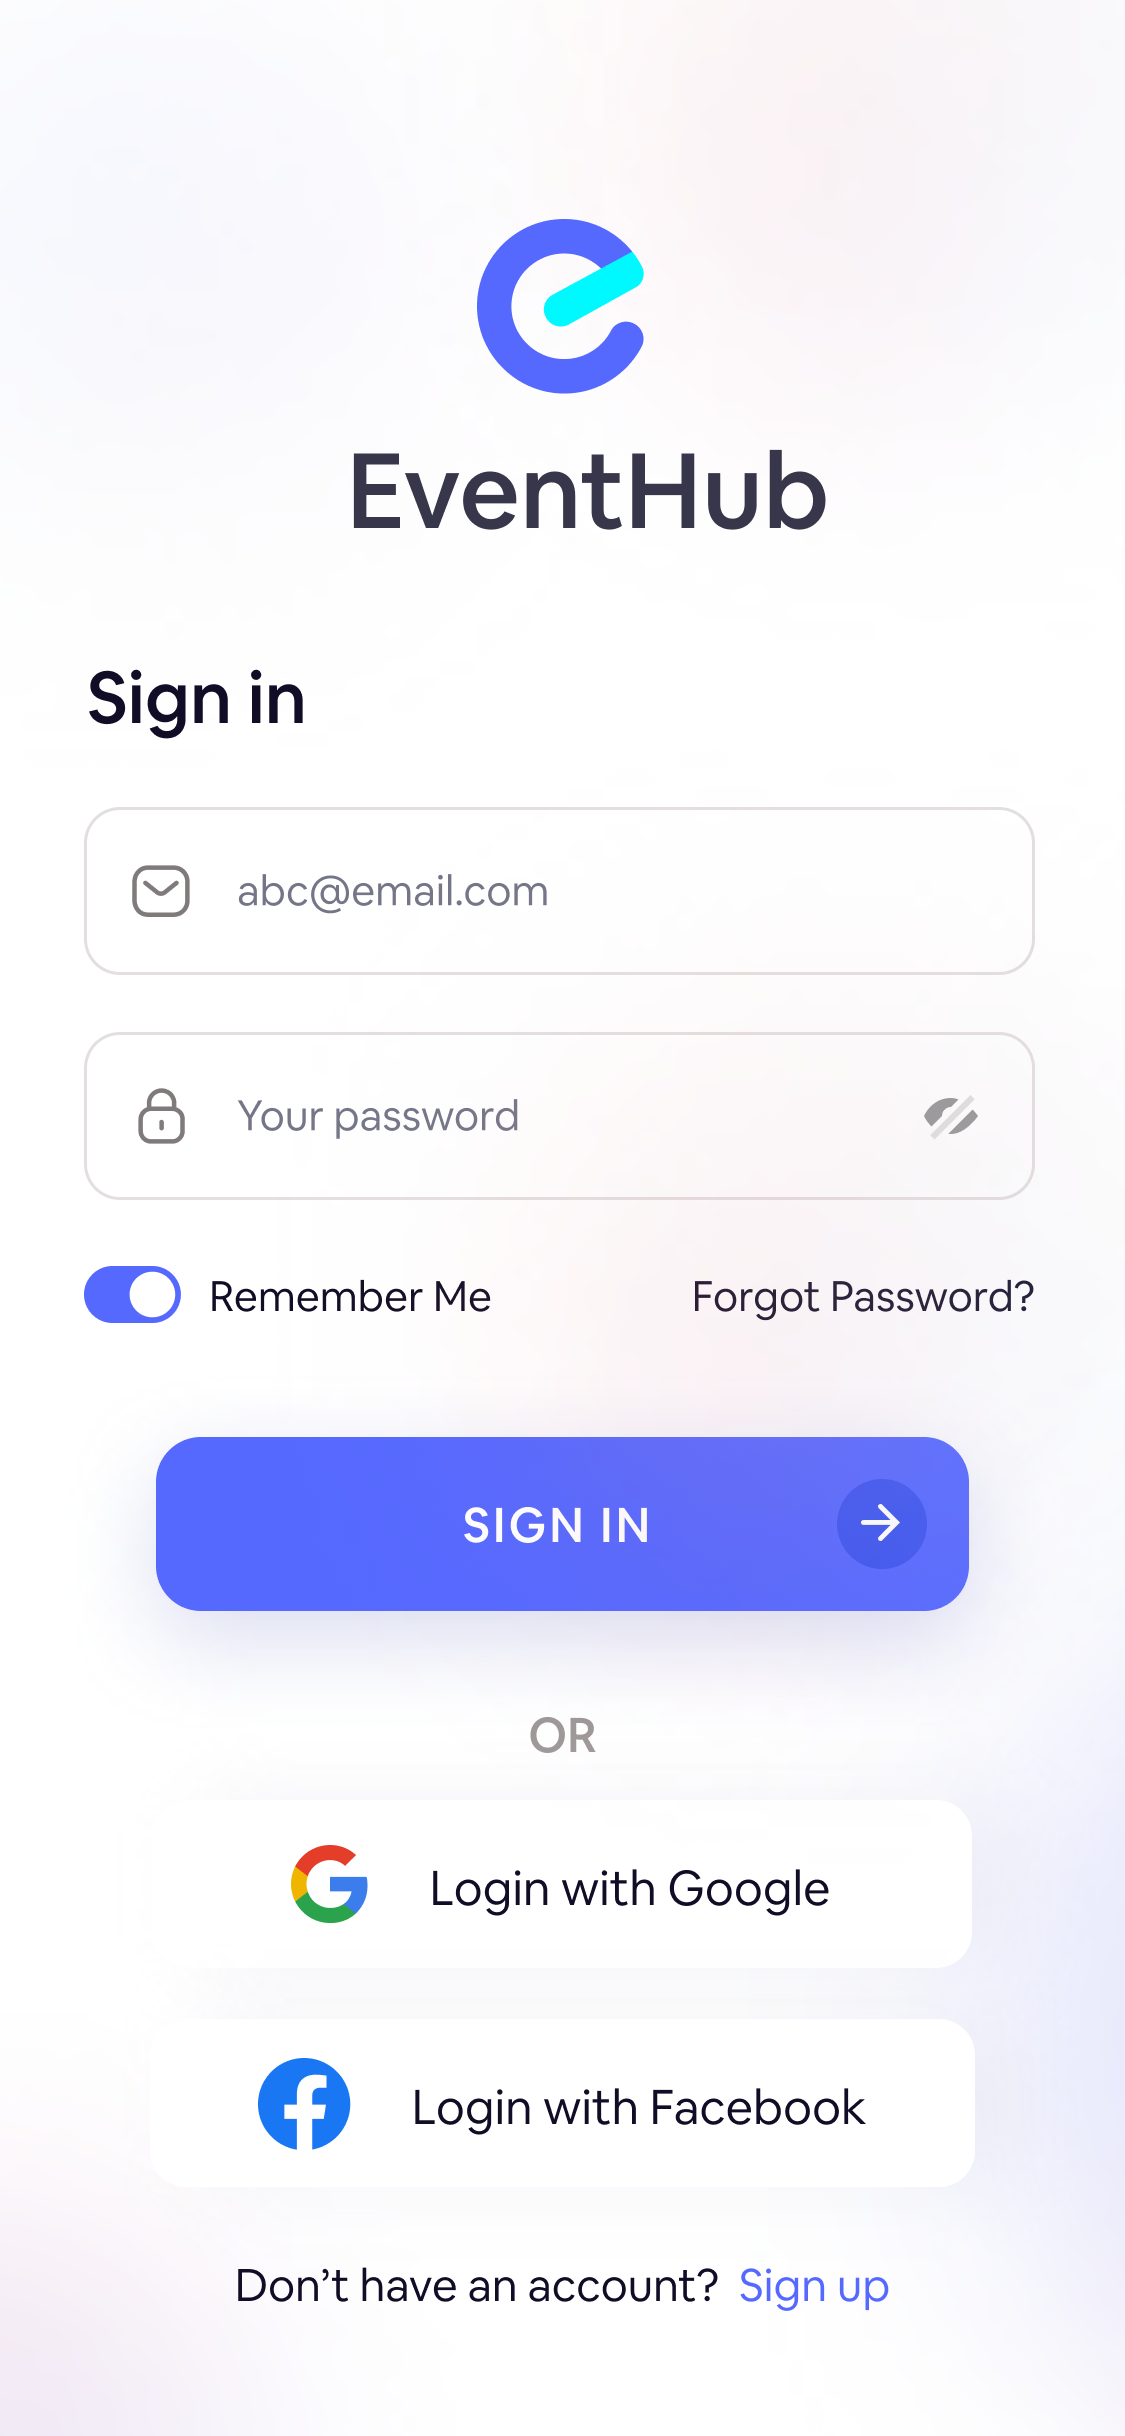 EventHub
Sign in
abc@email.com
Your password
Remember Me
Forgot Password?
SIGN IN
OR
Login with Google
Login with Facebook
Don’t have an account? Sign up